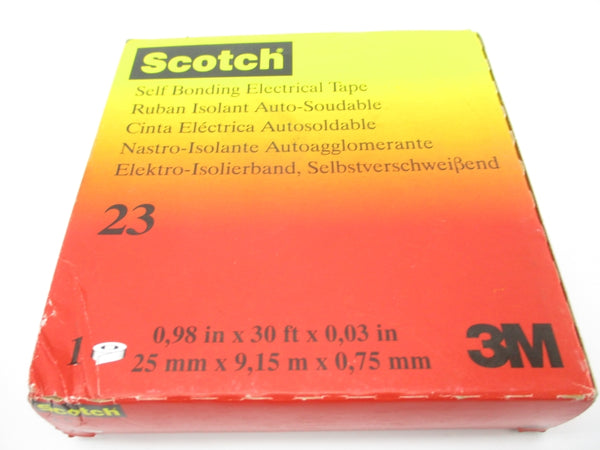 Scotch
Self Bonding Electrical Tape
Ruban Isolant Auto-Soudable
Cinta Eléctrica Autosoldable
Nastro-Isolante Autoagglomerante
Elektro-Isolierband, Selbstverschweißend
23
1
0,98 in x 30 ft x 0,03 in
25 mm x 9,15 m x 0,75 mm
3M
Scotch